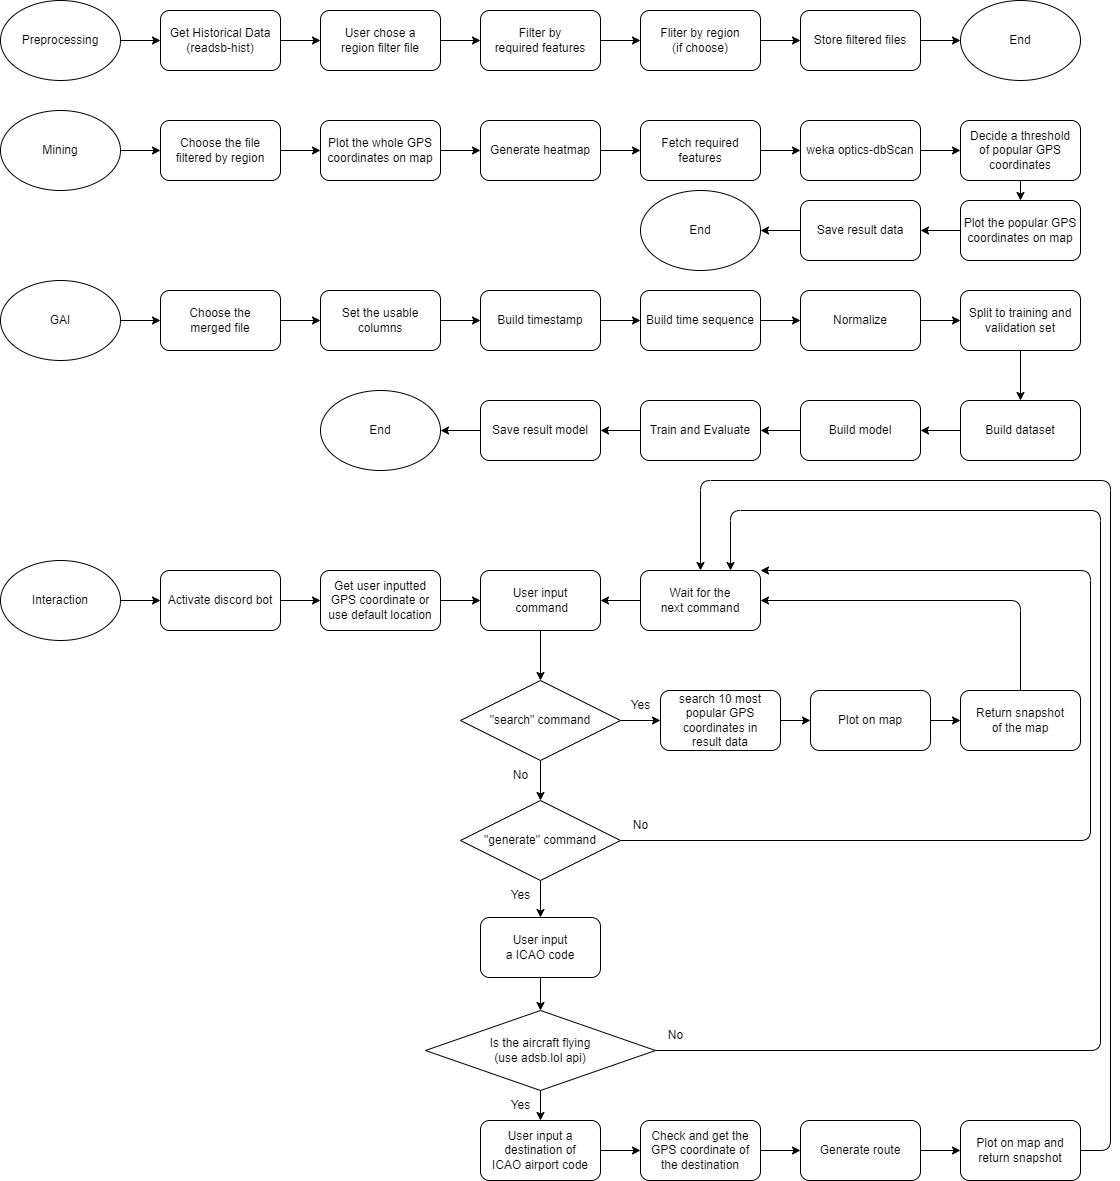 Preprocessing
Get Historical Data
(readsb-hist)
User chose a
region filter file
Filter by
required features
Fliter by region
(if choose)
Store filtered files
End
Mining
Choose the file
filtered by region
Plot the whole GPS
coordinates on map
Generate heatmap
Fetch required
features
weka optics-dbScan
Decide a threshold
of popular GPS
coordinates
End
Save result data
Plot the popular GPS
coordinates on map
GAI
Choose the
merged file
Set the usable
columns
Build timestamp
Build time sequence
Normalize
Split to training and
validation set
End
Save result model
Train and Evaluate
Build model
Build dataset
Interaction
Activate discord bot
Get user inputted
GPS coordinate or
use default location
User input
command
Wait for the
next command
"search" command
Yes
search 10 most
popular GPS
coordinates in
result data
Plot on map
Return snapshot
of the map
No
"generate" command
No
Yes
User input
a ICAO code
Is the aircraft flying
(use adsb.lol api)
No
Yes
User input a
destination of
ICAO airport code
Check and get the
GPS coordinate of
the destination
Generate route
Plot on map and
return snapshot